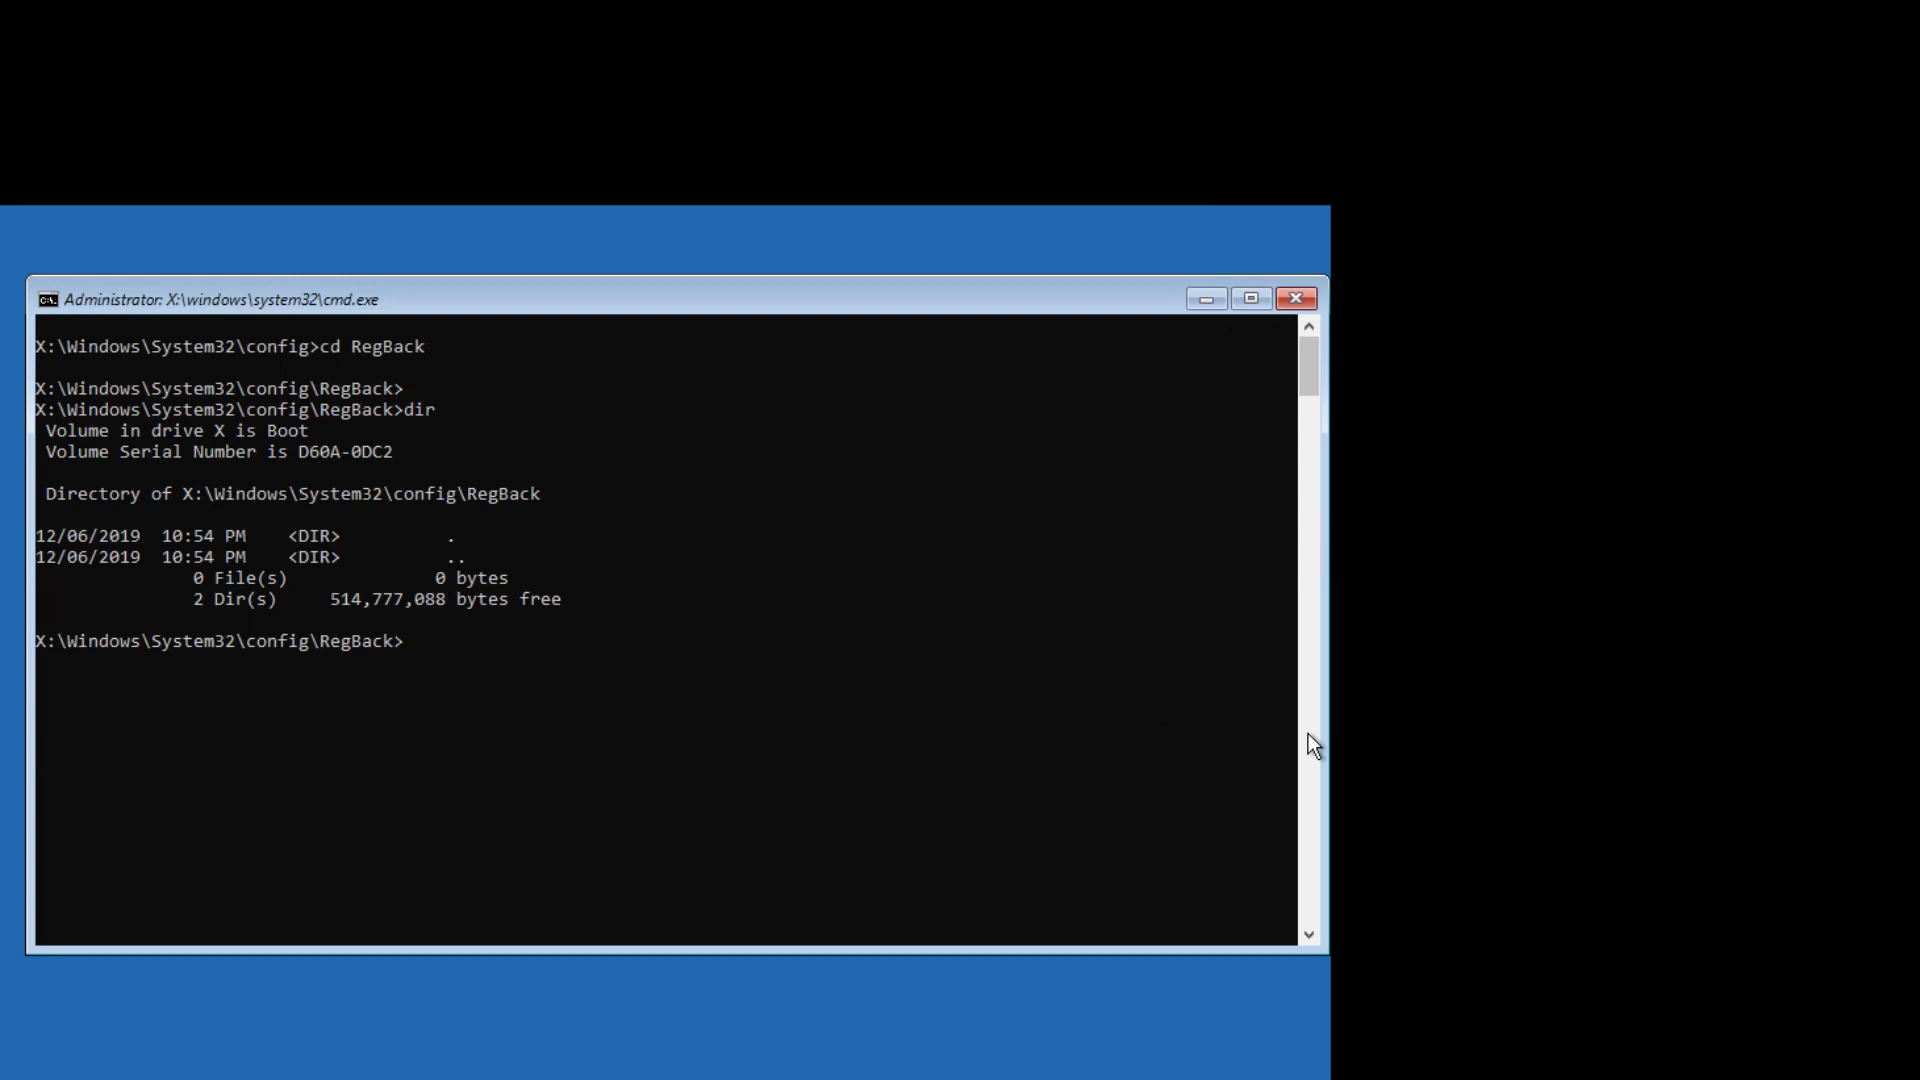 Administrator: X:\windows\system32\cmd.exe
X:\Windows\System32\config>cd RegBack
X:\Windows\System32\config\RegBack>
X:\Windows\System32\config\RegBack>dir
Volume in drive X is Boot
Volume Serial Number is D60A-0DC2
Directory of X:\Windows\System32\config\RegBack
12/06/2019  10:54 PM    <DIR>          .
12/06/2019  10:54 PM    <DIR>          ..
0 File(s)              0 bytes
2 Dir(s)     514,777,088 bytes free
X:\Windows\System32\config\RegBack>